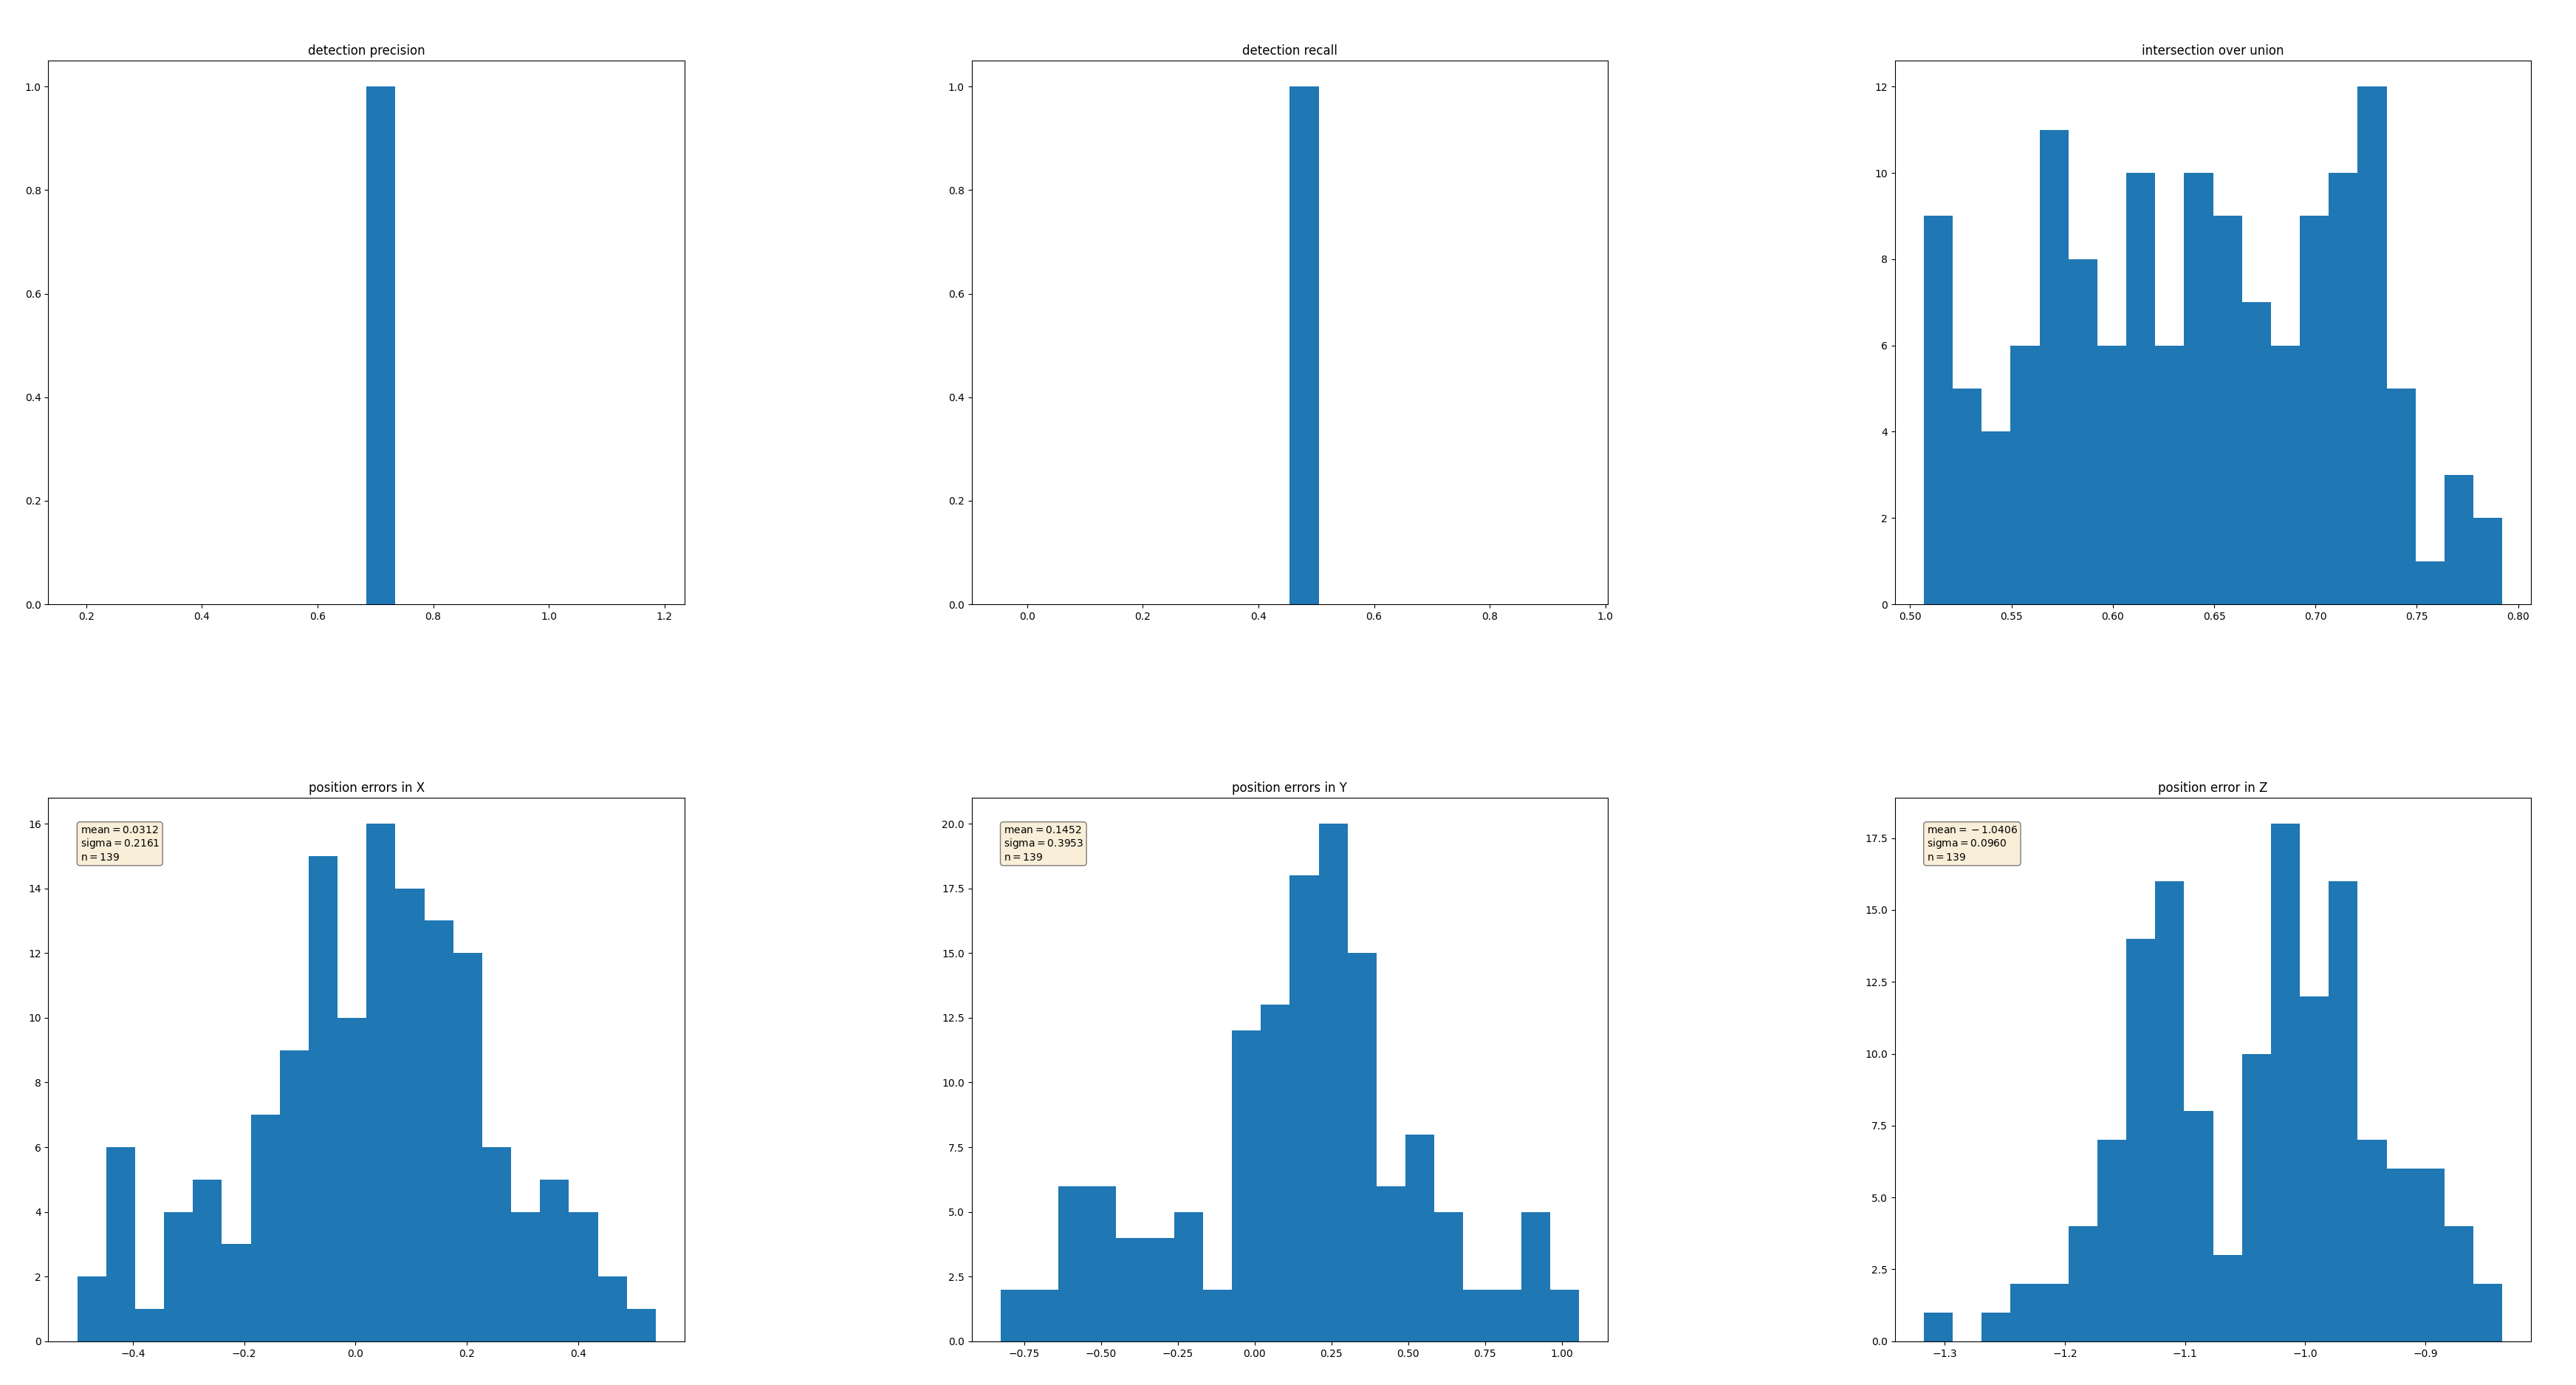 detection precision
1.0
0.8
0.6
0.4
0.2
0.0
0.2 0.4 0.6 0.8 1.0 1.2
detection recall
1.0
0.8
0.6
0.4
0.2
0.0
0.0 0.2 0.4 0.6 0.8 1.0
intersection over union
12
10
8
6
4
2
0
0.50 0.55 0.60 0.65 0.70 0.75 0.80
position errors in X
mean = 0.0312
sigma = 0.2161
n = 139
16
14
12
10
8
6
4
2
0
−0.4 −0.2 0.0 0.2 0.4
position errors in Y
mean = 0.1452
sigma = 0.3953
n = 139
20.0
17.5
15.0
12.5
10.0
7.5
5.0
2.5
0.0
−0.75 −0.50 −0.25 0.00 0.25 0.50 0.75 1.00
position error in Z
mean = −1.0406
sigma = 0.0960
n = 139
17.5
15.0
12.5
10.0
7.5
5.0
2.5
0.0
−1.3 −1.2 −1.1 −1.0 −0.9